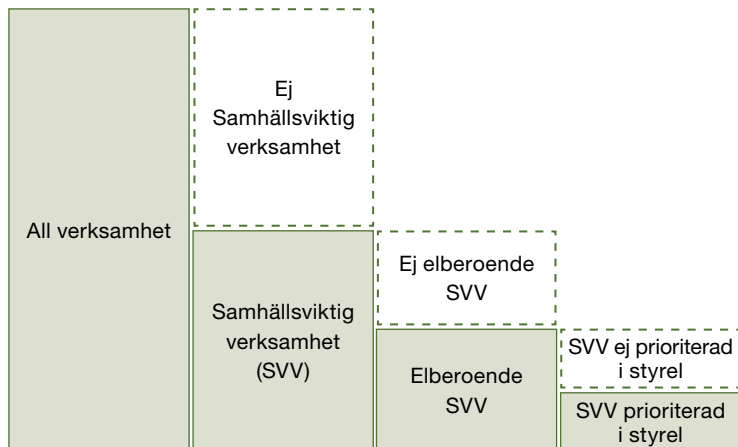 All verksamhet
Ej
Samhällsviktig
verksamhet
Samhällsviktig
verksamhet
(SVV)
Ej elberoende
SVV
Elberoende
SVV
SVV ej prioriterad
i styrel
SVV prioriterad
i styrel